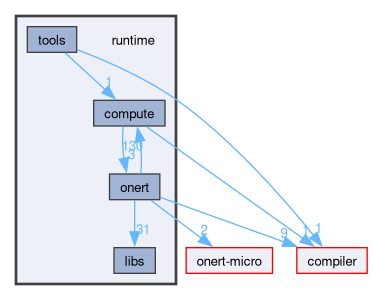 tools
runtime
1
compute
130
3
onert
31
2
9
1
1
libs
onert-micro
compiler